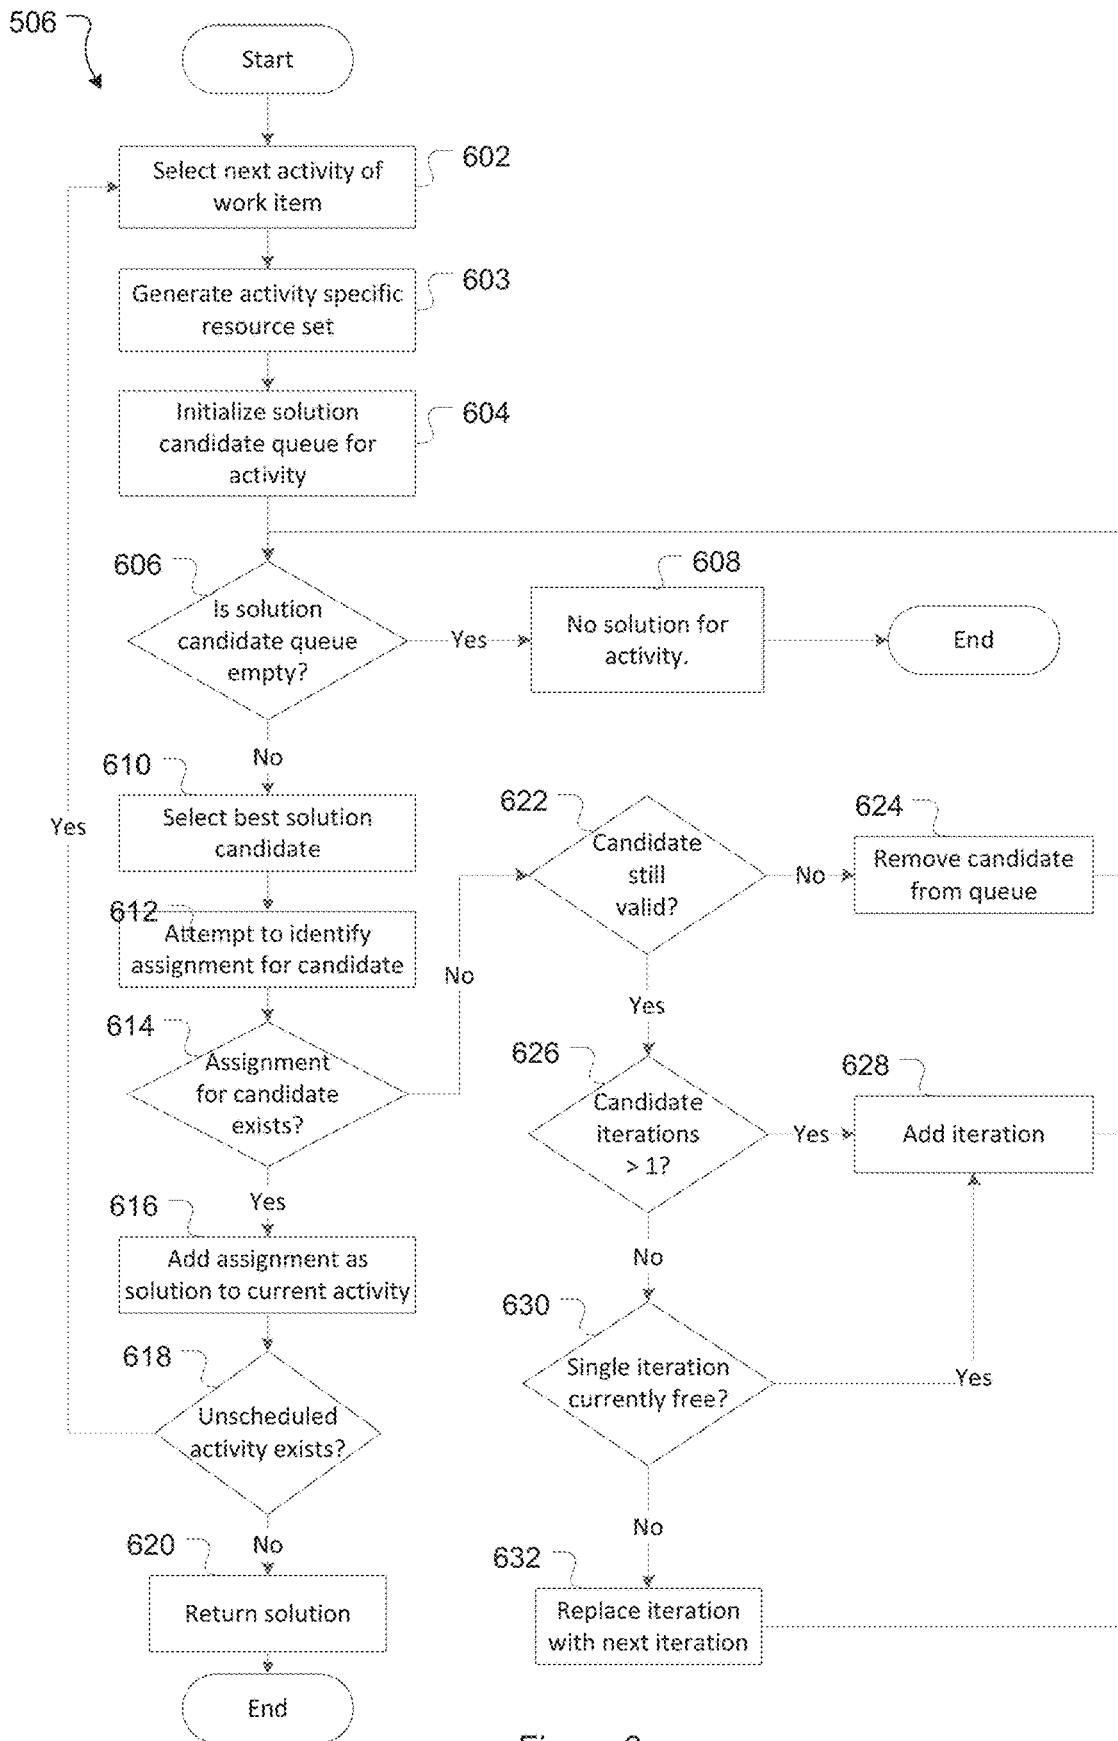 506
Start
Select next activity of
work item
602
Generate activity specific
resource set
603
Initialize solution
candidate queue for
activity
604
606
Is solution
candidate queue
empty?
Yes
608
No solution for
activity.
End
No
610
Select best solution
candidate
Yes
612
Attempt to identify
assignment for candidate
614
Assignment
for candidate
exists?
No
622
Candidate
still
valid?
No
624
Remove candidate
from queue
Yes
626
Candidate
iterations
> 1?
Yes
628
Add iteration
Yes
616
Add assignment as
solution to current activity
No
630
Single iteration
currently free?
Yes
618
Unscheduled
activity exists?
No
620
Return solution
End
No
632
Replace iteration
with next iteration